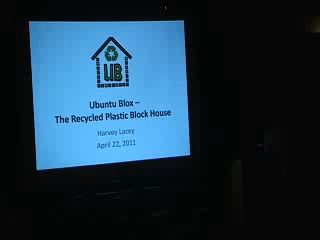 UB
Ubuntu Blox –
The Recycled Plastic Block House
Harvey Lacey
April 22, 2011